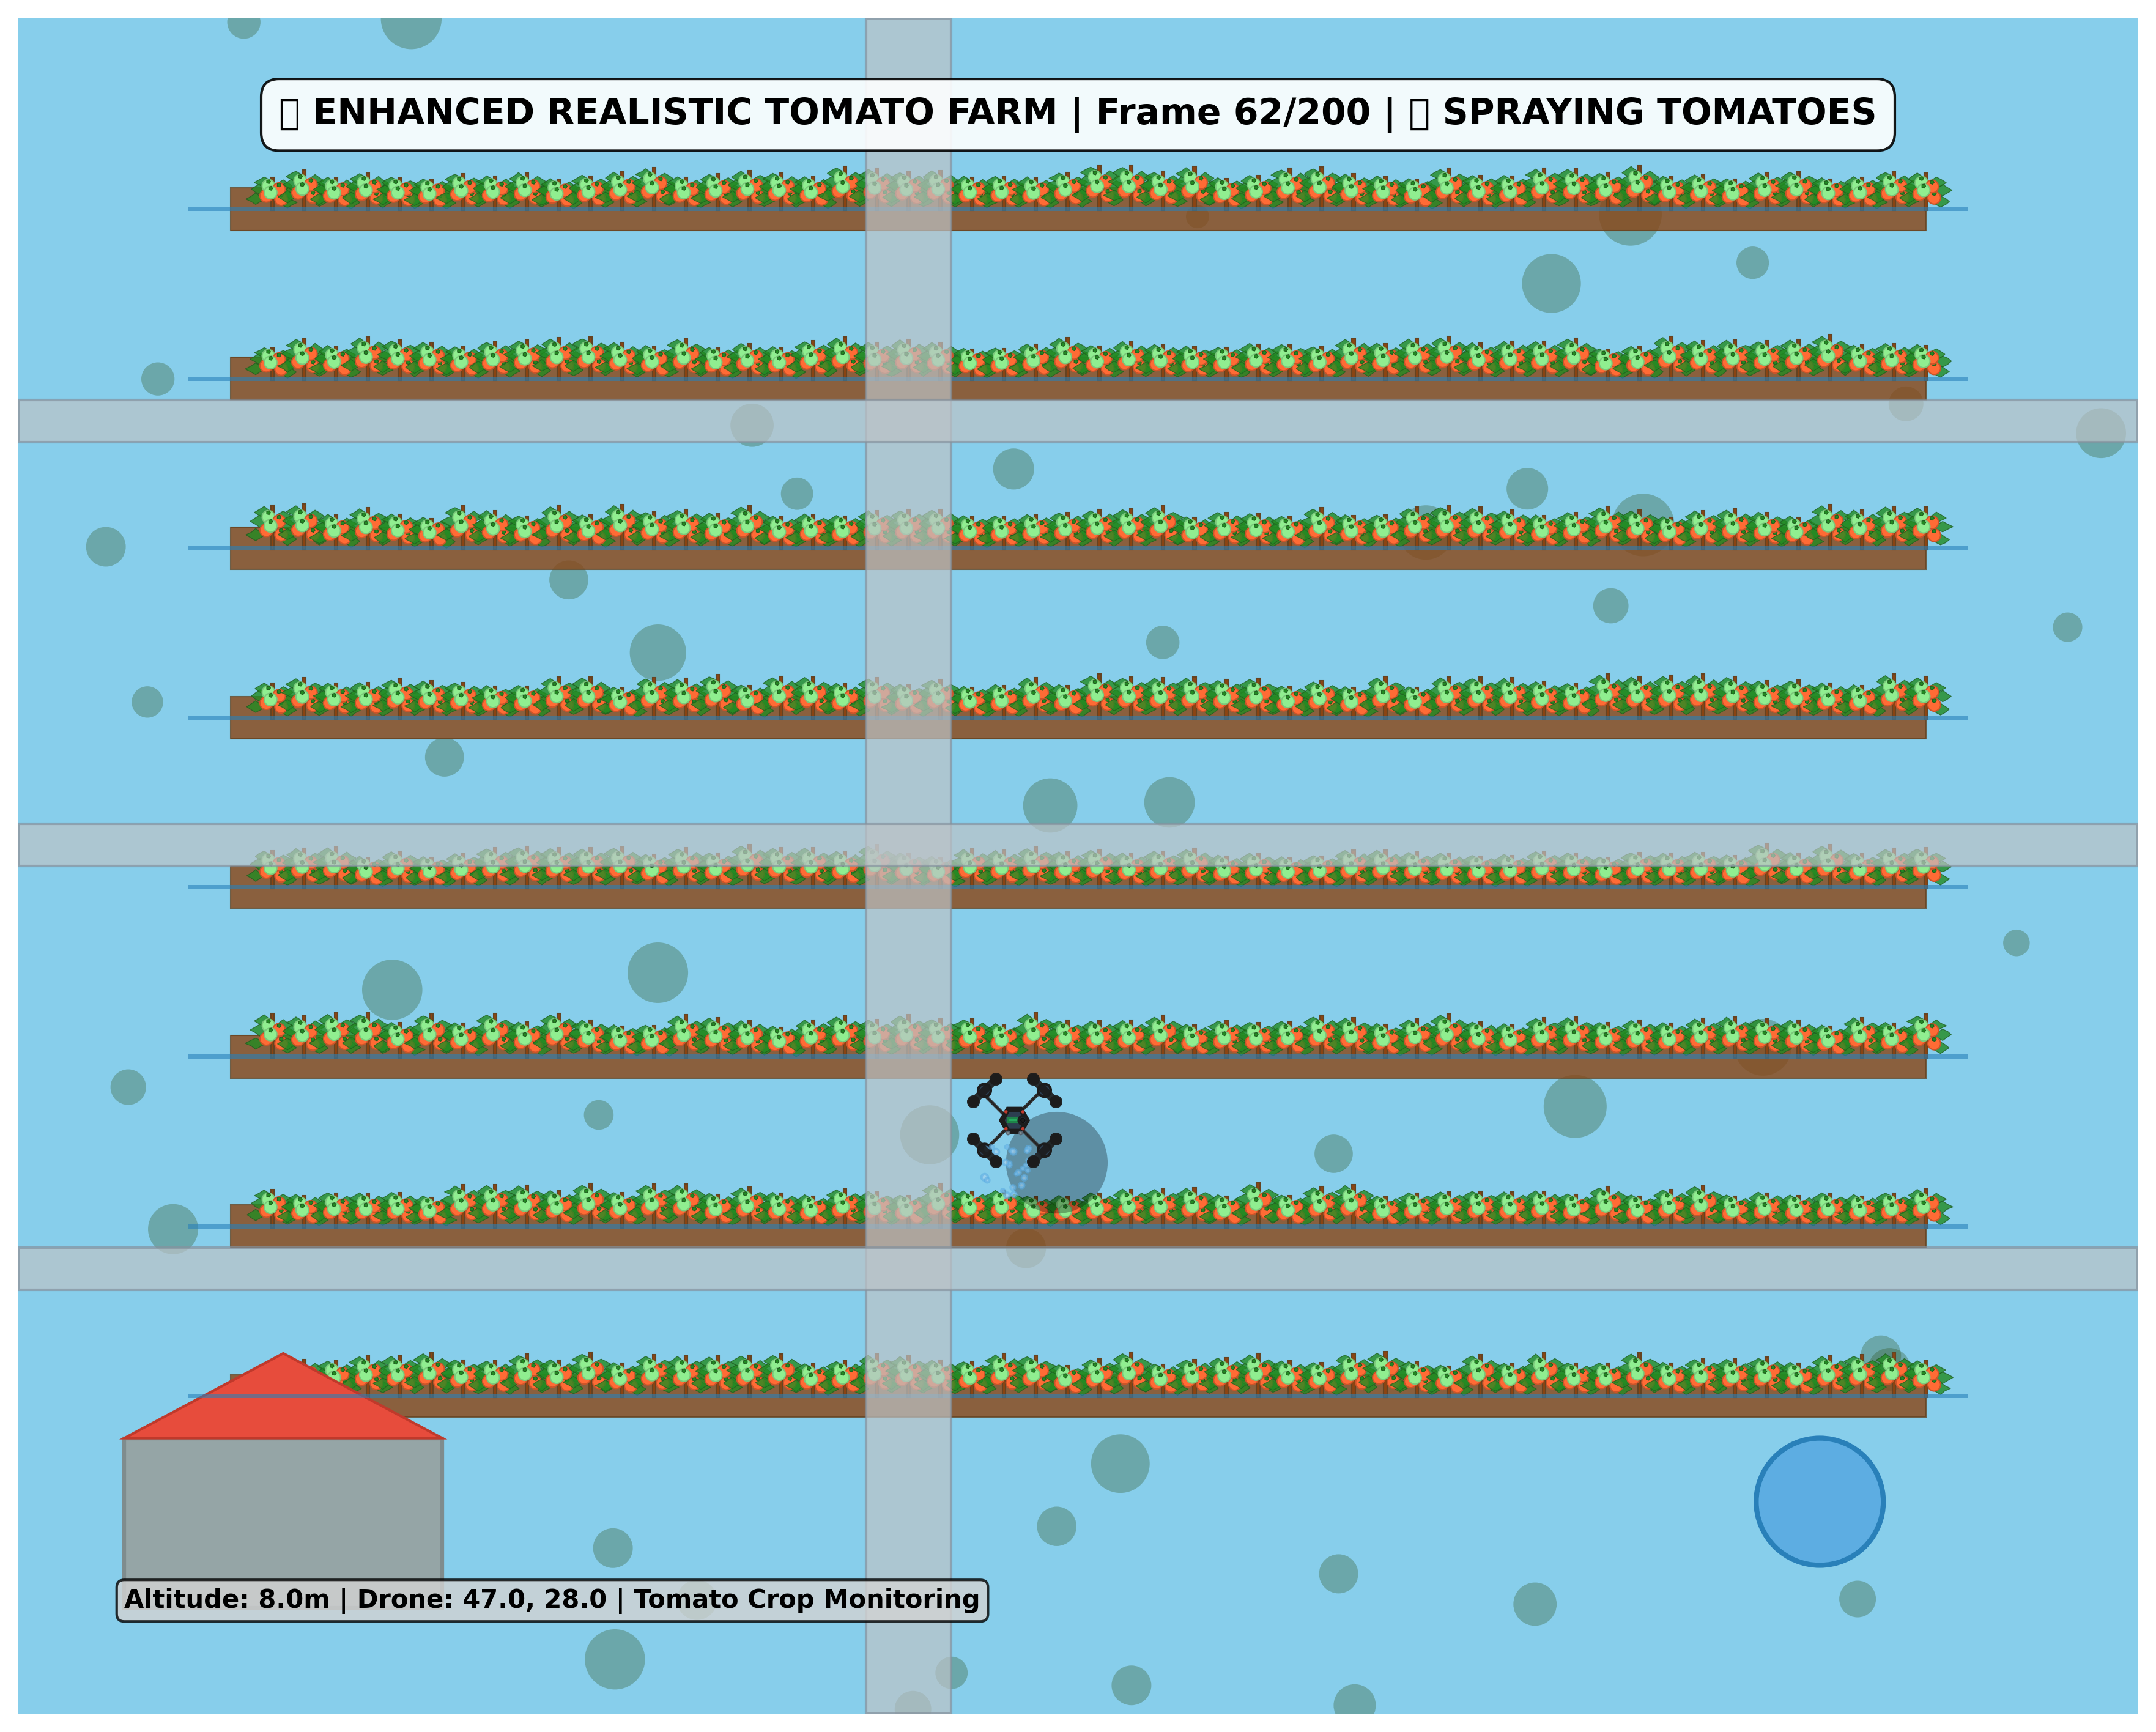 ▯ ENHANCED REALISTIC TOMATO FARM | Frame 62/200 | ▯ SPRAYING TOMATOES
Altitude: 8.0m | Drone: 47.0, 28.0 | Tomato Crop Monitoring